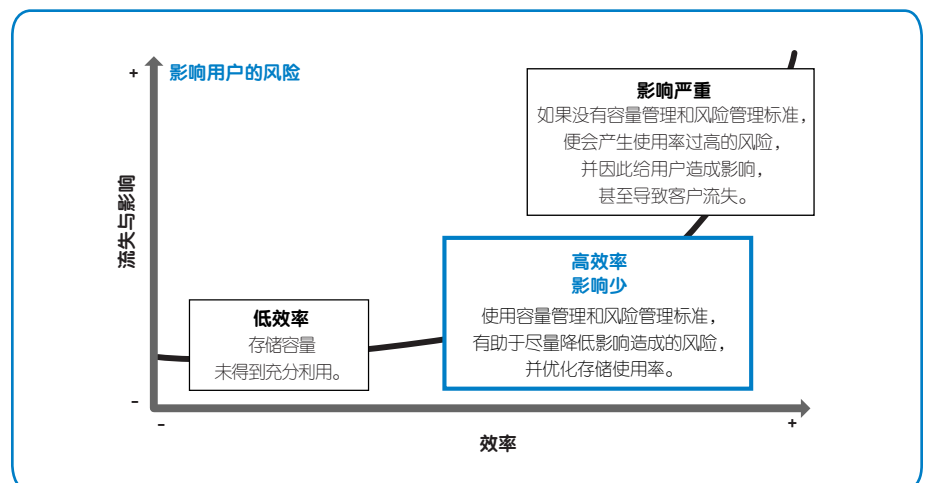 +
影响用户的风险
影响严重
如果没有容量管理和风险管理标准，
便会产生使用率过高的风险，
并因此给用户造成影响，
甚至导致客户流失。
流失与影响
高效率
影响少
使用容量管理和风险管理标准，
有助于尽量降低影响造成的风险，
并优化存储使用率。
低效率
存储容量
未得到充分利用。
-
-
+
效率